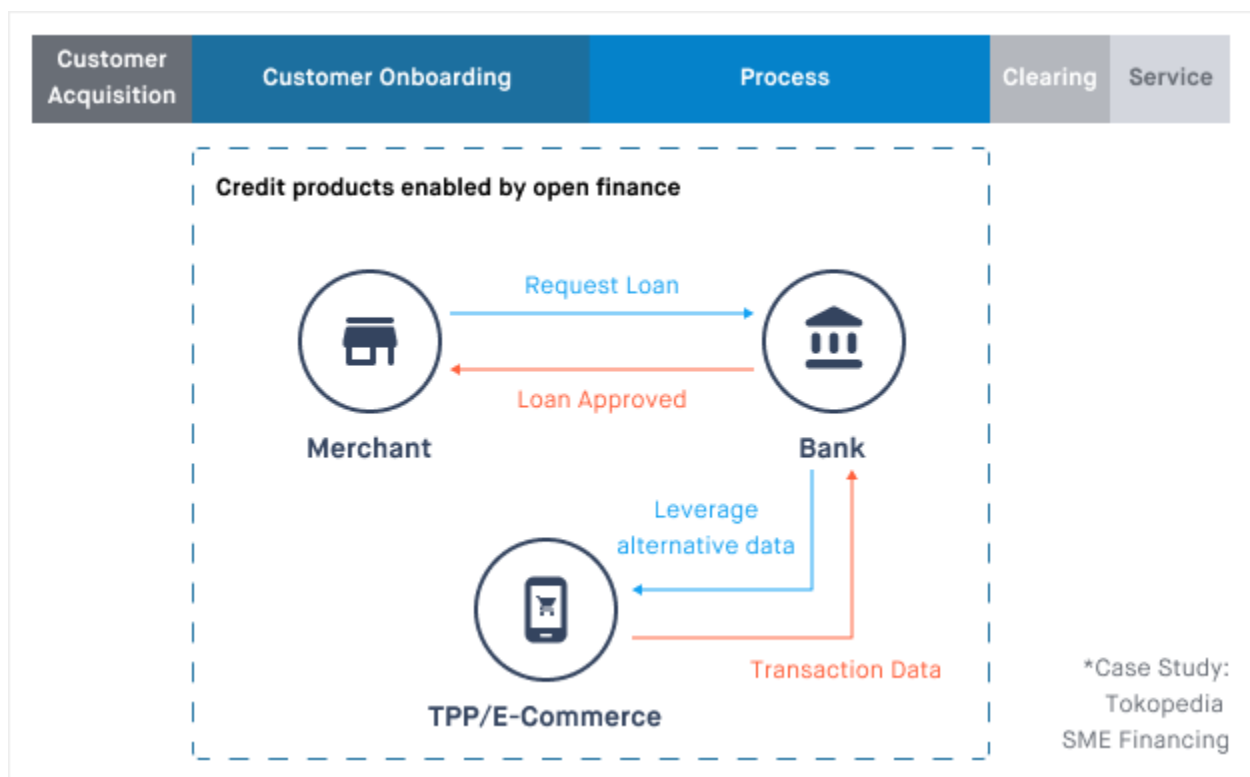 Customer
Acquisition
Customer Onboarding
Process
Clearing
Service
Credit products enabled by open finance
Request Loan
Loan Approved
Merchant
Bank
Leverage
alternative data
Transaction Data
TPP/E-Commerce
*Case Study:
Tokopedia
SME Financing